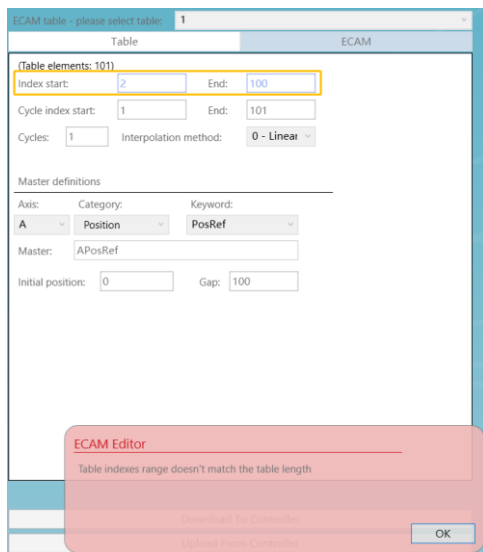 ECAM table - please select table: 1
Table ECAM
(Table elements: 101)
Index start: 2 End: 100
Cycle index start: 1 End: 101
Cycles: 1 Interpolation method: 0 - Linear
Master definitions
Axis: Category: Keyword:
A Position PosRef
Master: APosRef
Initial position: 0 Gap: 100
ECAM Editor
Table indexes range doesn't match the table length
Download To Controller
OK
Upload From Controller